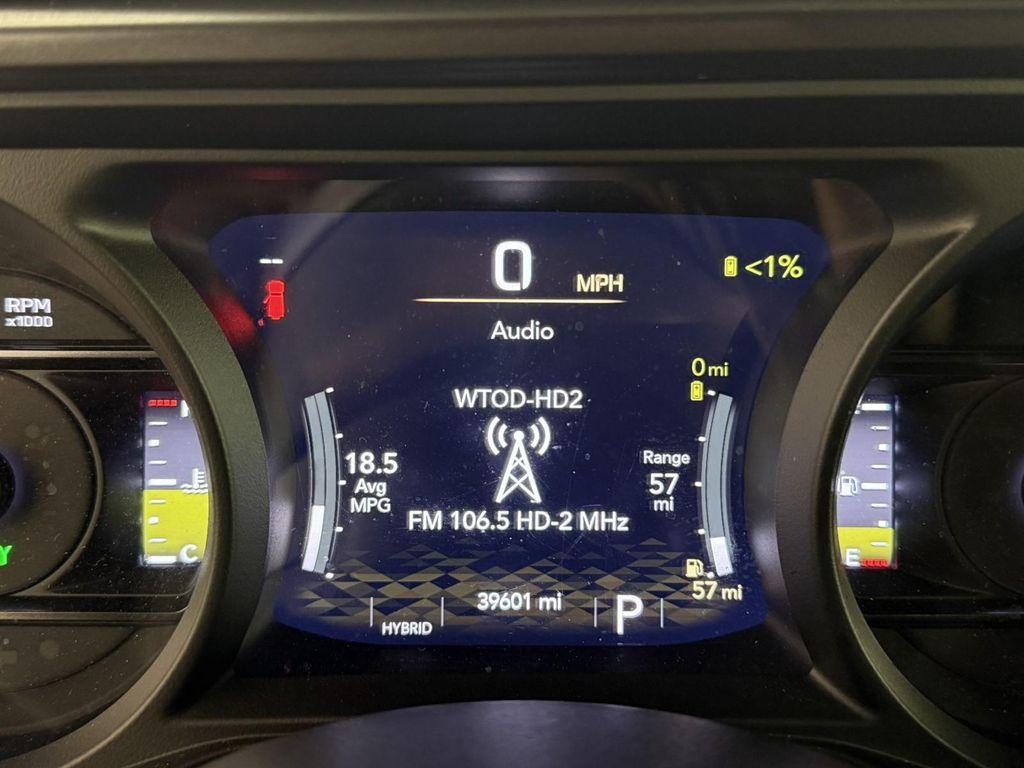 0 MPH
<1%
RPM
x1000
Audio
0 mi
WTOD-HD2
18.5
Avg
MPG
Range
57
mi
FM 106.5 HD-2 MHz
C
E
57 mi
39601 mi
P
HYBRID